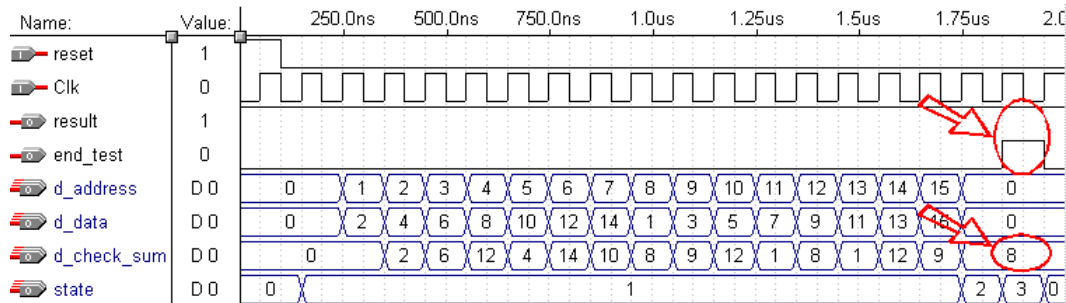 Name: Value: 250.0ns 500.0ns 750.0ns 1.0us 1.25us 1.5us 1.75us 2.0
reset 1
Clk 0
result 1
end_test 0
d_address D 0 0 1 2 3 4 5 6 7 8 9 10 11 12 13 14 15 0
d_data D 0 0 2 4 6 8 10 12 14 1 3 5 7 9 11 13 15 0
d_check_sum D 0 0 2 6 12 4 14 10 8 9 12 1 8 1 12 9 8
state D 0 0 1 2 3 0